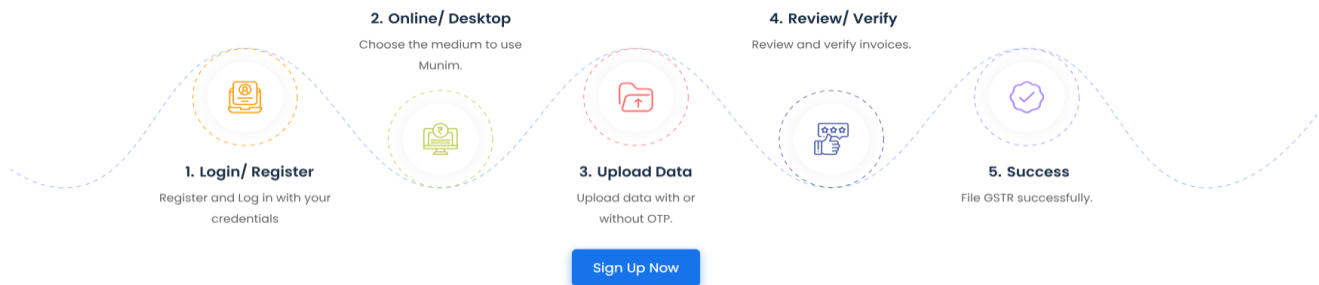 1. Login/ Register
Register and Log in with your
credentials
2. Online/ Desktop
Choose the medium to use
Munim.
₹
3. Upload Data
Upload data with or
without OTP.
4. Review/ Verify
Review and verify invoices.
5. Success
File GSTR successfully.
Sign Up Now